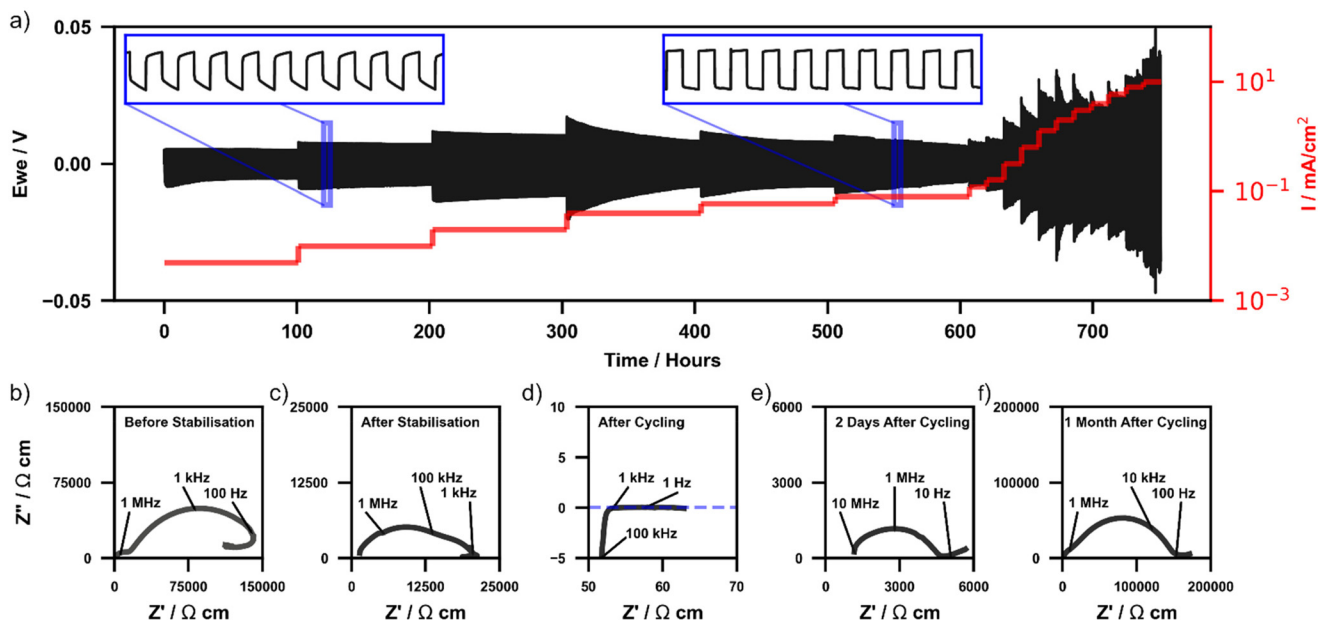 a)
0.05
0.00
−0.05
Ewe / V
10¹
10⁻¹
10⁻³
I / mA/cm²
0
100
200
300
400
500
600
700
Time / Hours
b)
150000
75000
0
Z" / Ω cm
Before Stabilisation
1 MHz
1 kHz
100 Hz
0
75000
150000
Z' / Ω cm
c)
25000
12500
0
After Stabilisation
1 MHz
100 kHz
1 kHz
0
12500
25000
Z' / Ω cm
d)
10
5
0
−5
After Cycling
1 kHz
1 Hz
100 kHz
50
60
70
Z' / Ω cm
e)
6000
3000
0
2 Days After Cycling
10 MHz
1 MHz
10 Hz
0
3000
6000
Z' / Ω cm
f)
200000
100000
0
1 Month After Cycling
1 MHz
10 kHz
100 Hz
0
100000
200000
Z' / Ω cm